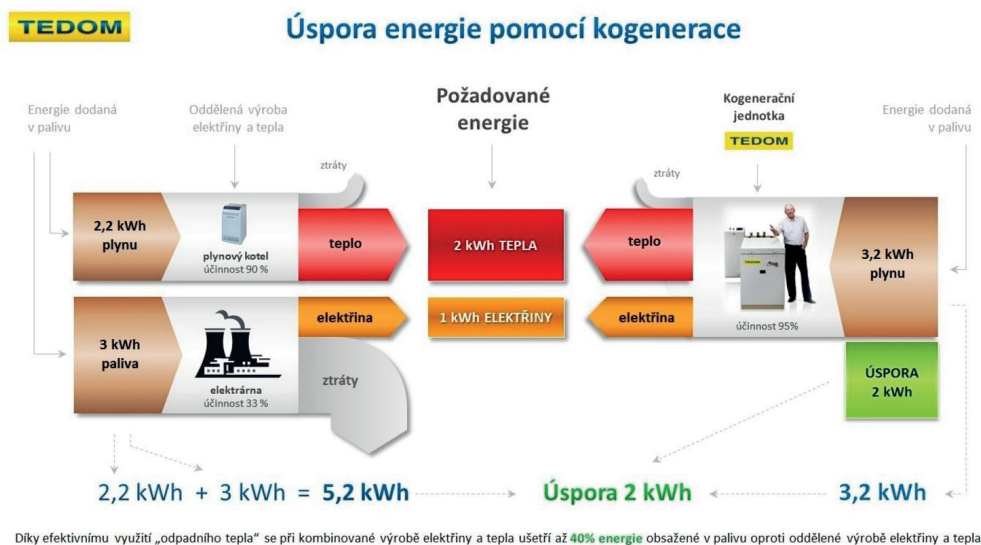 TEDOM
Úspora energie pomocí kogenerace
Energie dodaná
v palivu
Oddělená výroba
elektřiny a tepla
Požadované
energie
Kogenerační
jednotka
TEDOM
Energie dodaná
v palivu
ztráty
ztráty
2,2 kWh
plynu
plynový kotel
účinnost 90 %
teplo
2 kWh TEPLA
teplo
TEDOM
3,2 kWh
plynu
3 kWh
paliva
elektrárna
účinnost 33 %
elektřina
1 kWh ELEKTŘINY
elektřina
účinnost 95%
ztráty
ÚSPORA
2 kWh
2,2 kWh + 3 kWh = 5,2 kWh
Úspora 2 kWh
3,2 kWh
Díky efektivnímu využití „odpadního tepla“ se při kombinované výrobě elektřiny a tepla ušetří až 40% energie obsažené v palivu oproti oddělené výrobě elektřiny a tepla